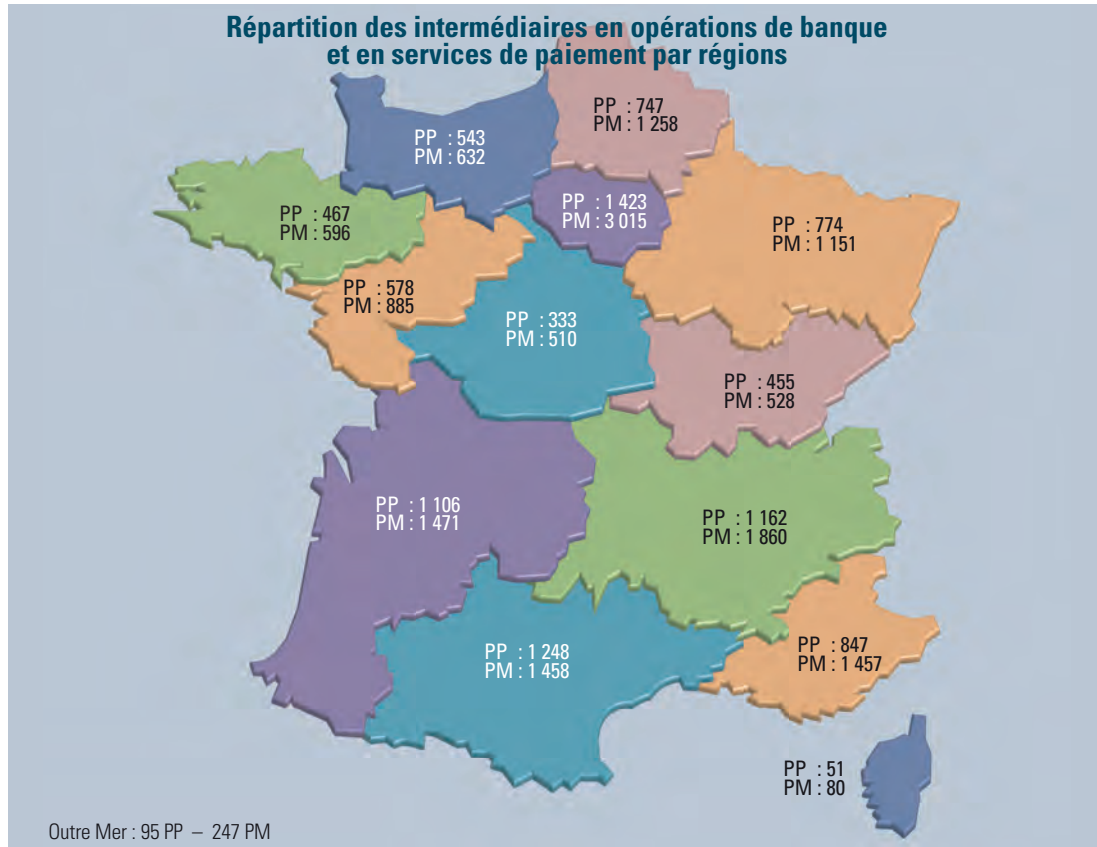 Répartition des intermédiaires en opérations de banque
et en services de paiement par régions
PP : 747
PM : 1 258
PP : 543
PM : 632
PP : 467
PM : 596
PP : 1 423
PM : 3 015
PP : 774
PM : 1 151
PP : 578
PM : 885
PP : 333
PM : 510
PP : 455
PM : 528
PP : 1 106
PM : 1 471
PP : 1 162
PM : 1 860
PP : 1 248
PM : 1 458
PP : 847
PM : 1 457
PP : 51
PM : 80
Outre Mer : 95 PP – 247 PM